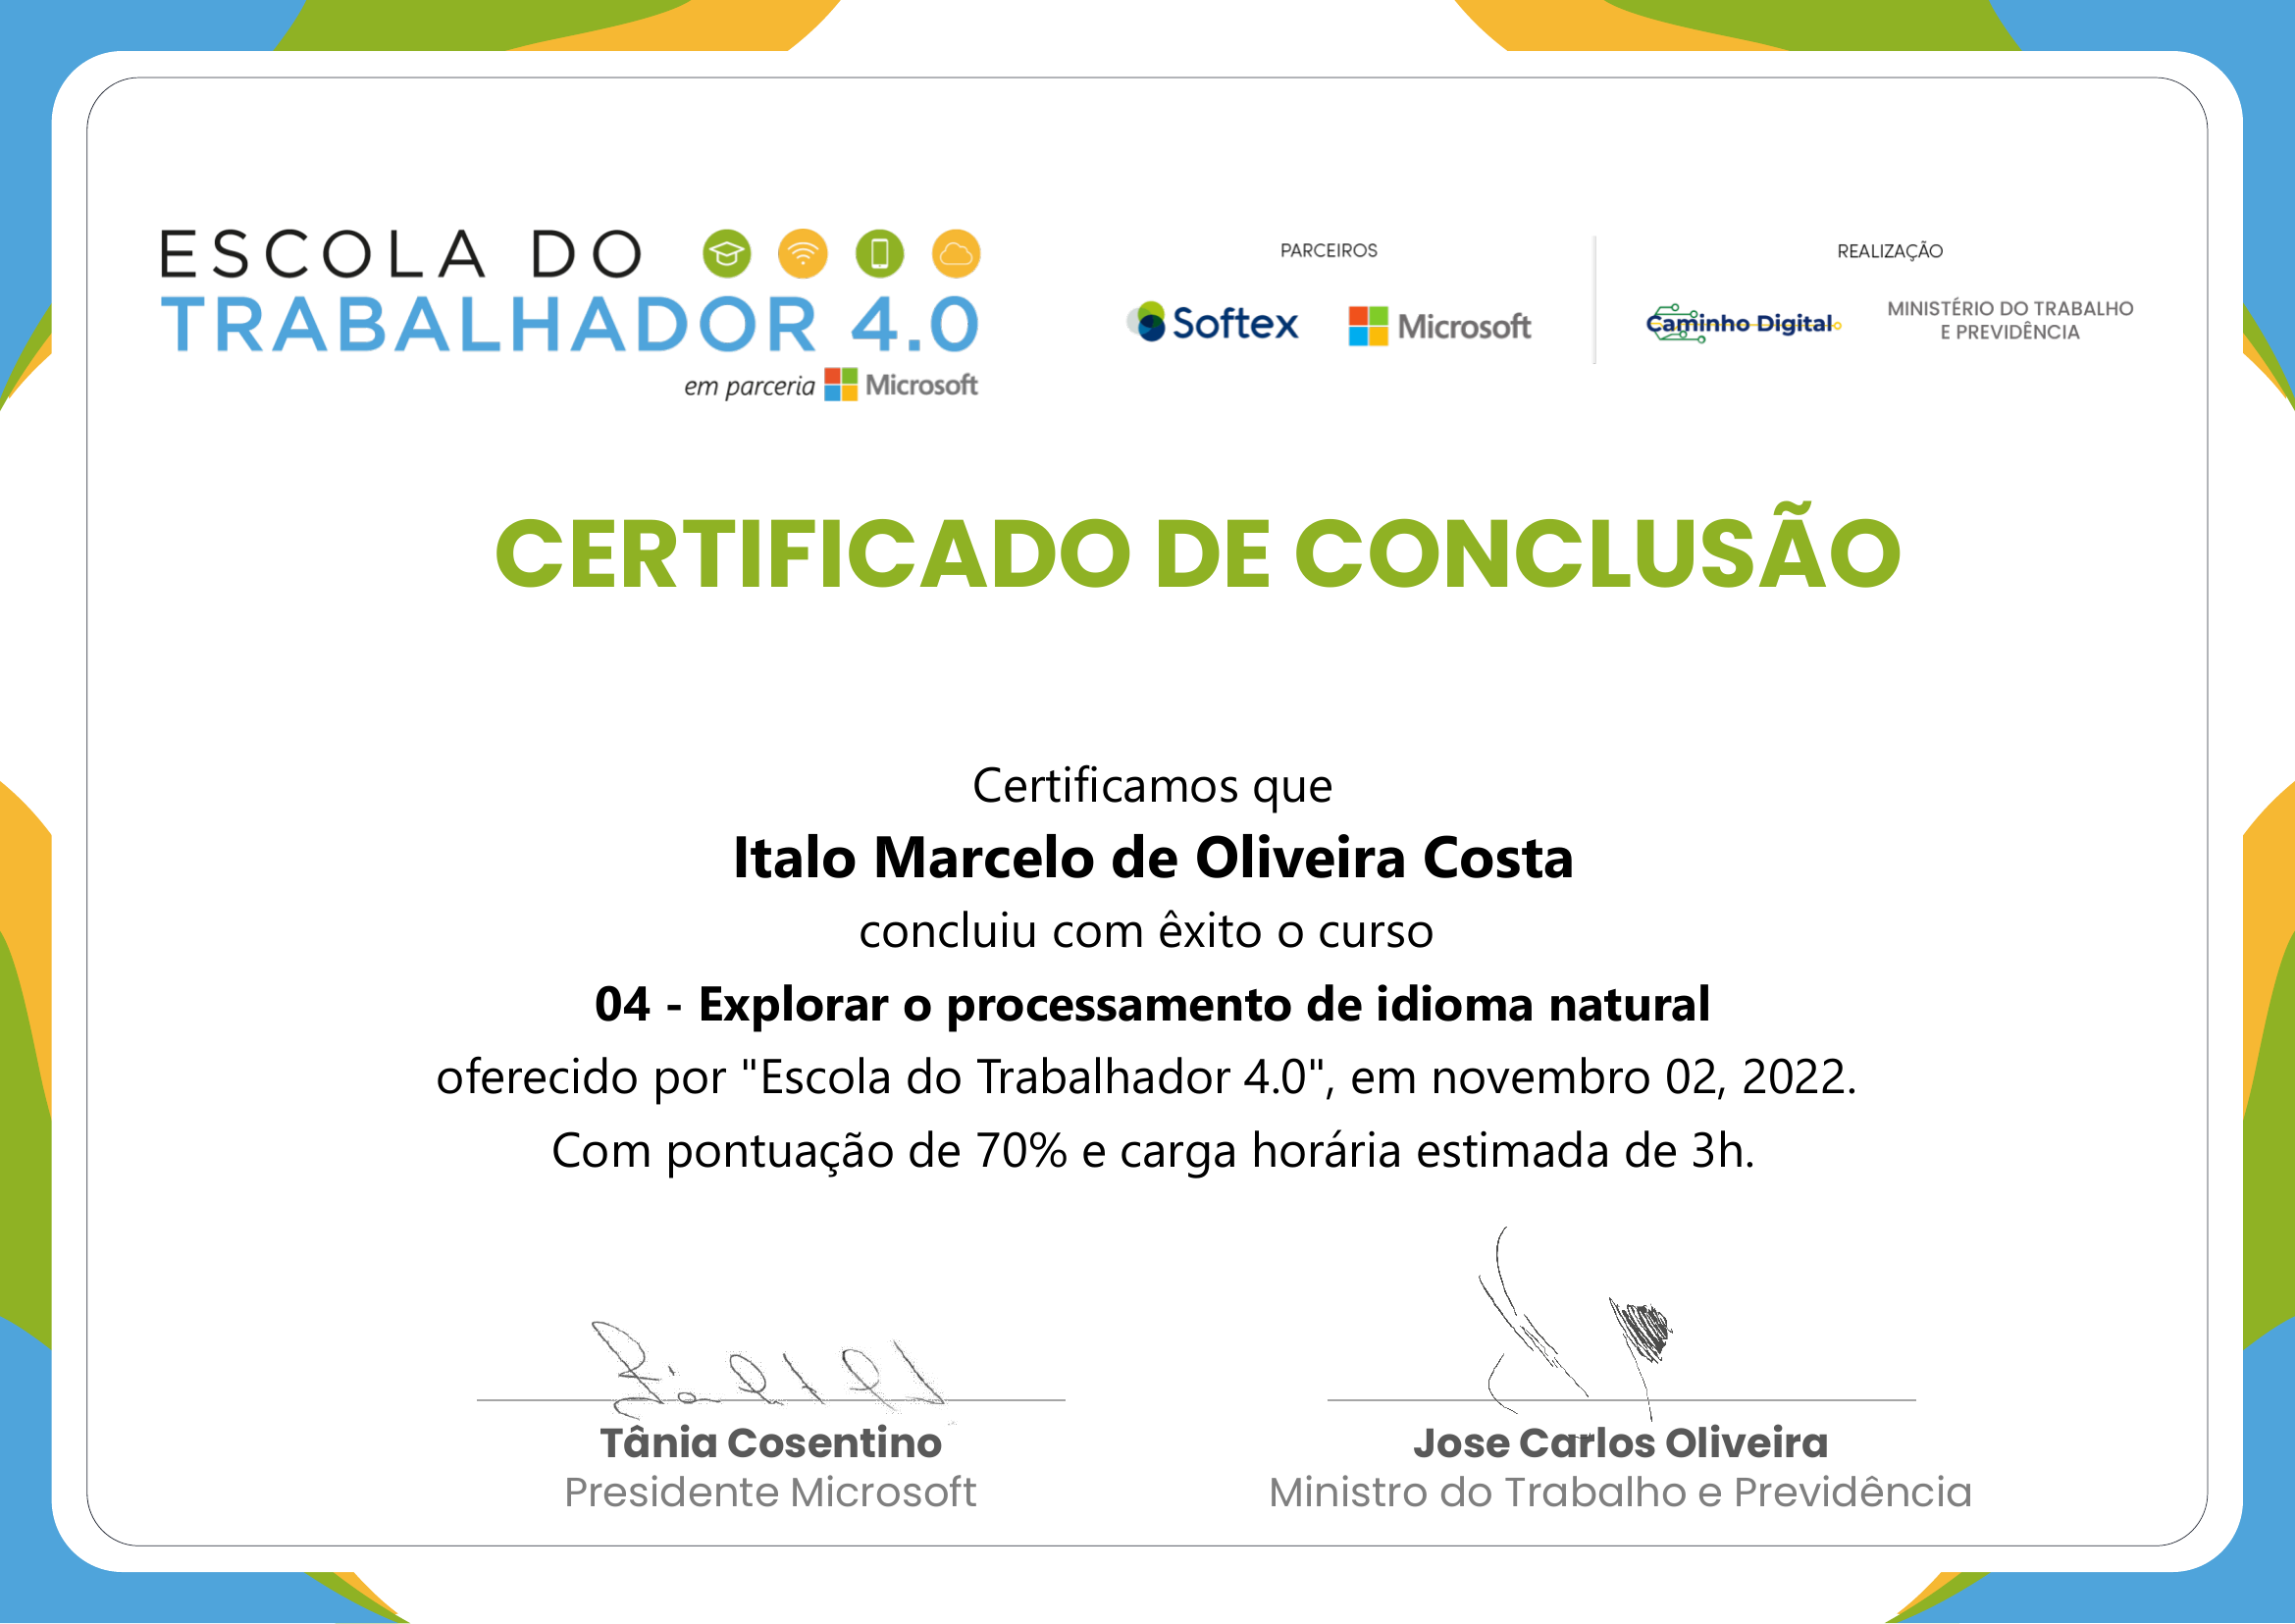 ESCOLA DO
TRABALHADOR 4.0
em parceria Microsoft
PARCEIROS
Softex Microsoft
REALIZAÇÃO
Caminho Digital
MINISTÉRIO DO TRABALHO
E PREVIDÊNCIA
CERTIFICADO DE CONCLUSÃO
Certificamos que
Italo Marcelo de Oliveira Costa
concluiu com êxito o curso
04 - Explorar o processamento de idioma natural
oferecido por "Escola do Trabalhador 4.0", em novembro 02, 2022.
Com pontuação de 70% e carga horária estimada de 3h.
Tânia Cosentino
Presidente Microsoft
Jose Carlos Oliveira
Ministro do Trabalho e Previdência